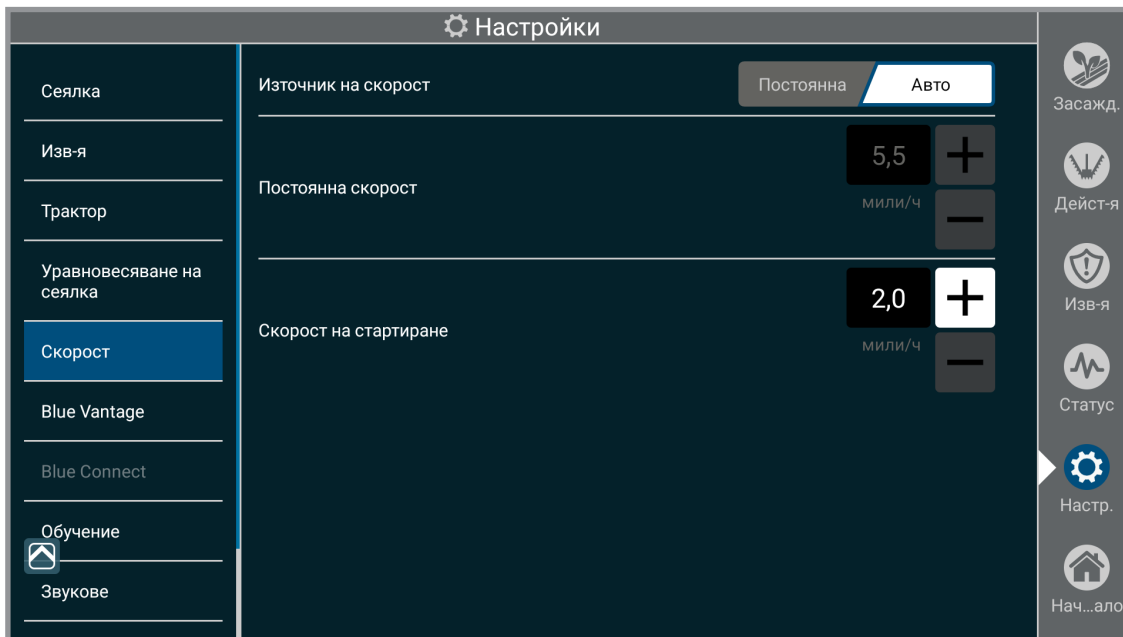 Настройки
Сеялка
Изв-я
Трактор
Уравновесяване на
сеялка
Скорост
Blue Vantage
Blue Connect
Обучение
Звукове
Източник на скорост
Постоянна
Авто
Постоянна скорост
5,5
мили/ч
Скорост на стартиране
2,0
мили/ч
Засажд.
Дейст-я
Изв-я
Статус
Настр.
Нач...ало